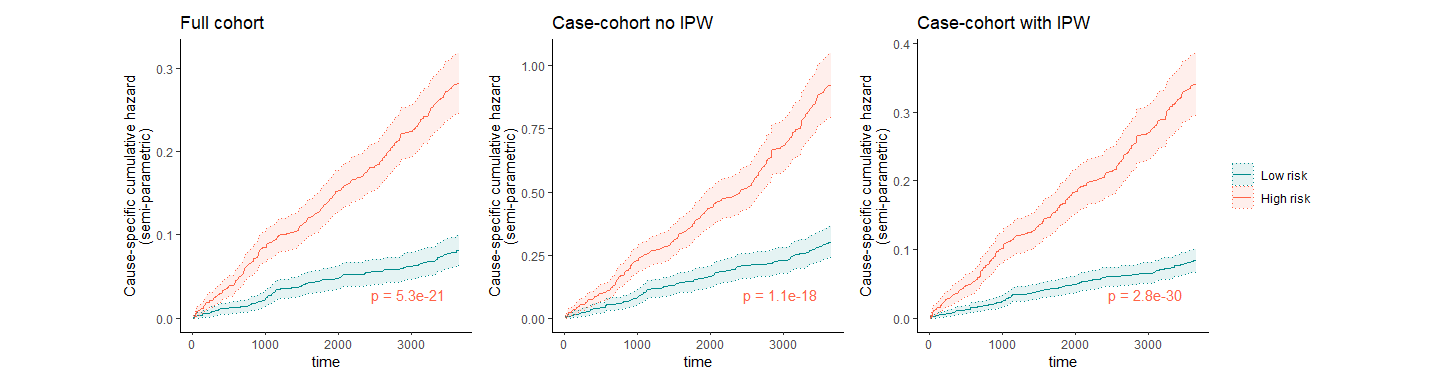 Full cohort
Case-cohort no IPW
Case-cohort with IPW
Cause-specific cumulative hazard
(semi-parametric)
0.3
0.2
0.1
0.0
p = 5.3e-21
0
1000
2000
3000
time
Cause-specific cumulative hazard
(semi-parametric)
1.00
0.75
0.50
0.25
0.00
p = 1.1e-18
0
1000
2000
3000
time
Cause-specific cumulative hazard
(semi-parametric)
0.4
0.3
0.2
0.1
0.0
p = 2.8e-30
0
1000
2000
3000
time
Low risk
High risk